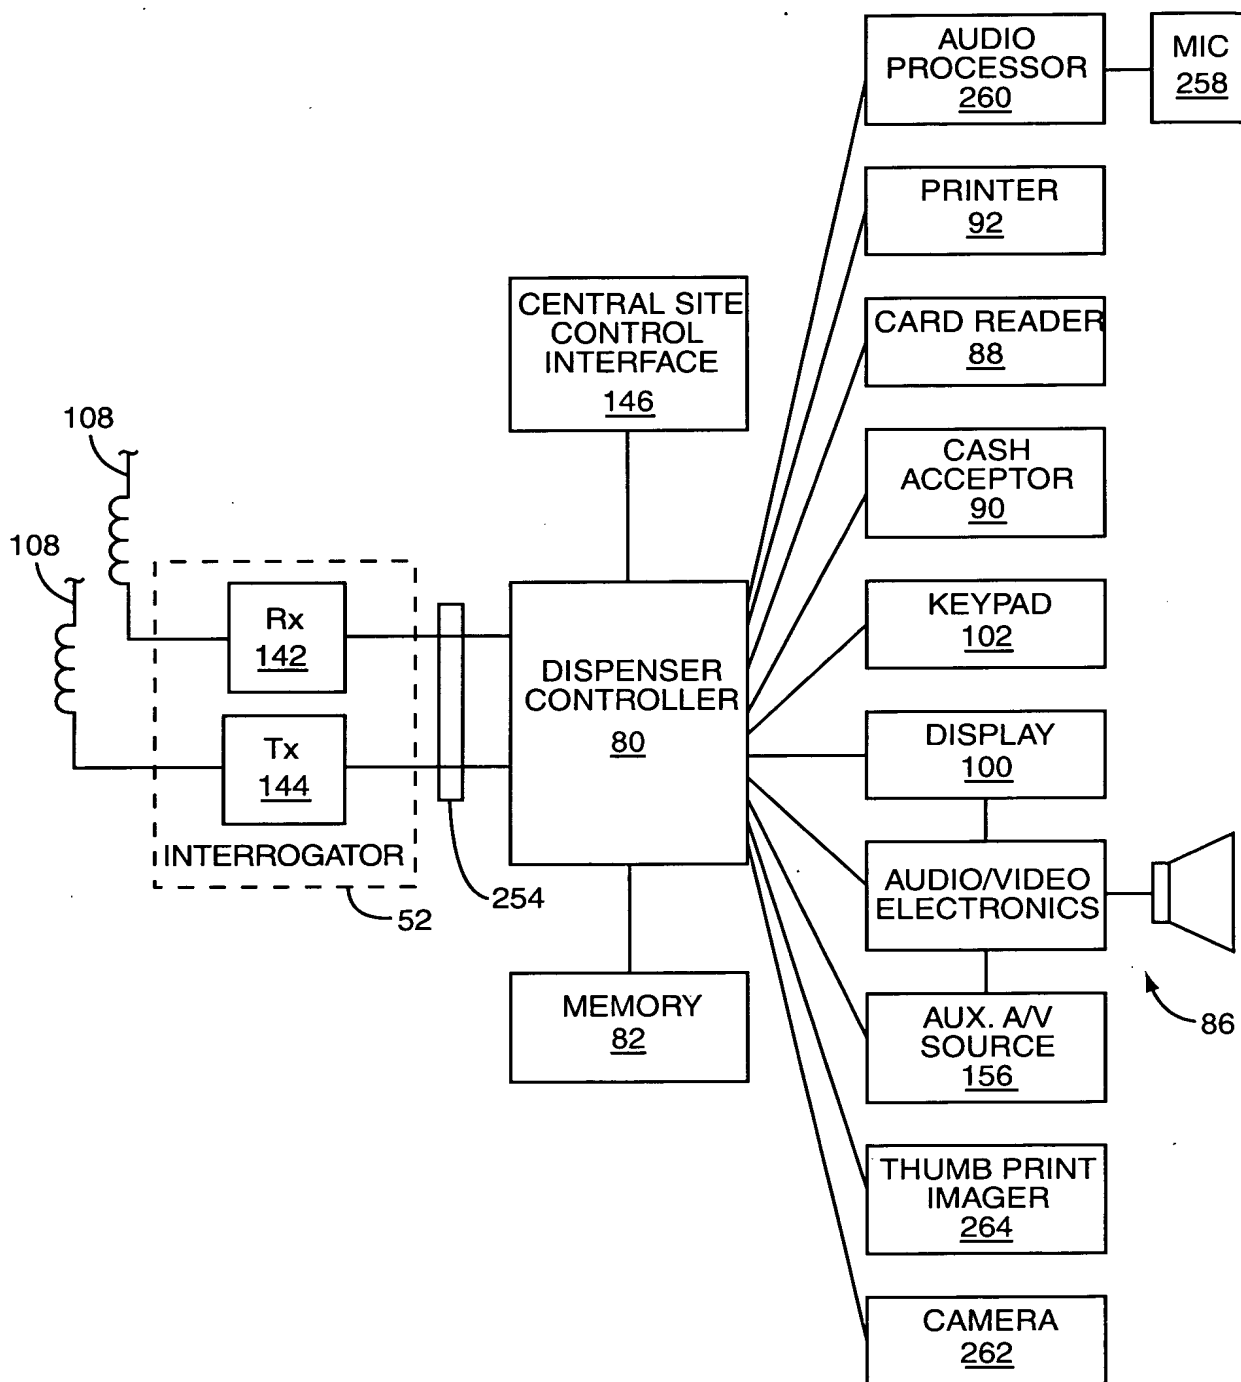 AUDIO
PROCESSOR
260
MIC
258
PRINTER
92
CARD READER
88
CENTRAL SITE
CONTROL
INTERFACE
146
CASH
ACCEPTOR
90
108
108
Rx
142
Tx
144
INTERROGATOR
52
254
DISPENSER
CONTROLLER
80
KEYPAD
102
DISPLAY
100
AUDIO/VIDEO
ELECTRONICS
86
MEMORY
82
AUX. A/V
SOURCE
156
THUMB PRINT
IMAGER
264
CAMERA
262